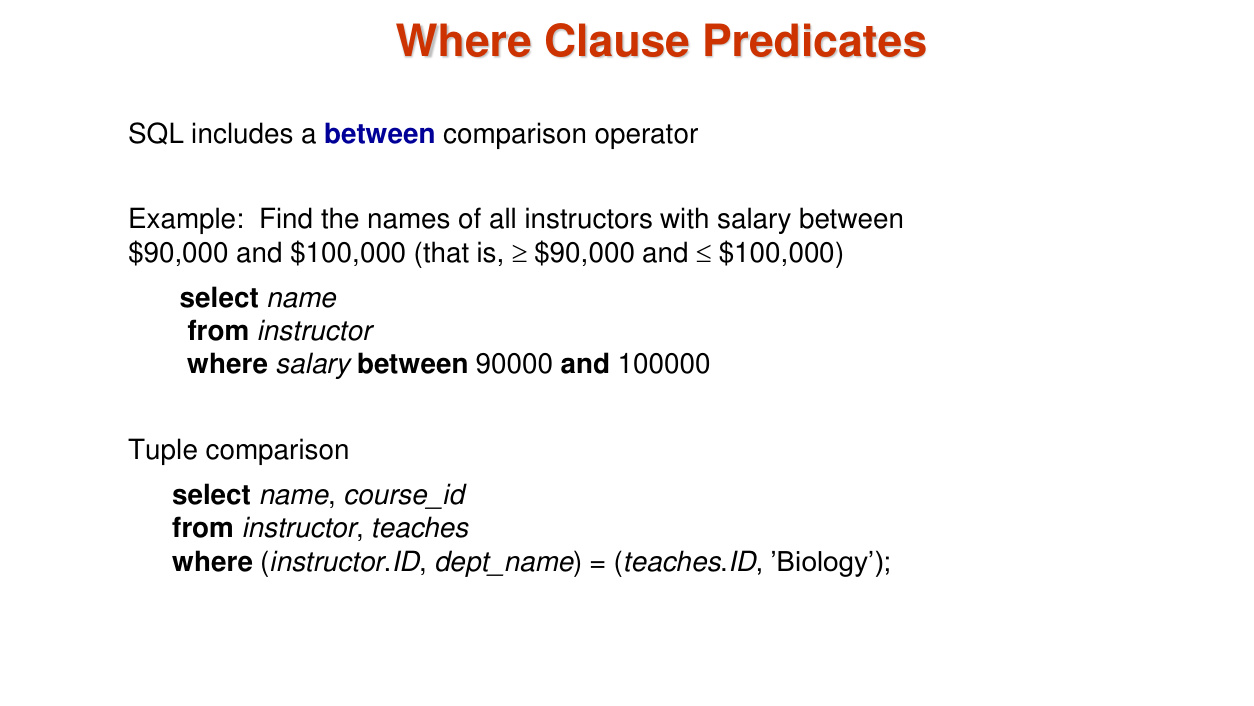 Where Clause Predicates
SQL includes a between comparison operator
Example:  Find the names of all instructors with salary between
$90,000 and $100,000 (that is, ≥ $90,000 and ≤ $100,000)
select name
from instructor
where salary between 90000 and 100000
Tuple comparison
select name, course_id
from instructor, teaches
where (instructor.ID, dept_name) = (teaches.ID, ’Biology’);